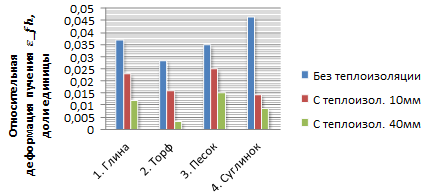 Относительная
деформация пучения ε_fh,
доли единицы
0,05
0,045
0,04
0,035
0,03
0,025
0,02
0,015
0,01
0,005
0
1. Глина
2. Торф
3. Песок
4. Суглинок
Без теплоизоляции
С теплоизол. 10мм
С теплоизол. 40мм